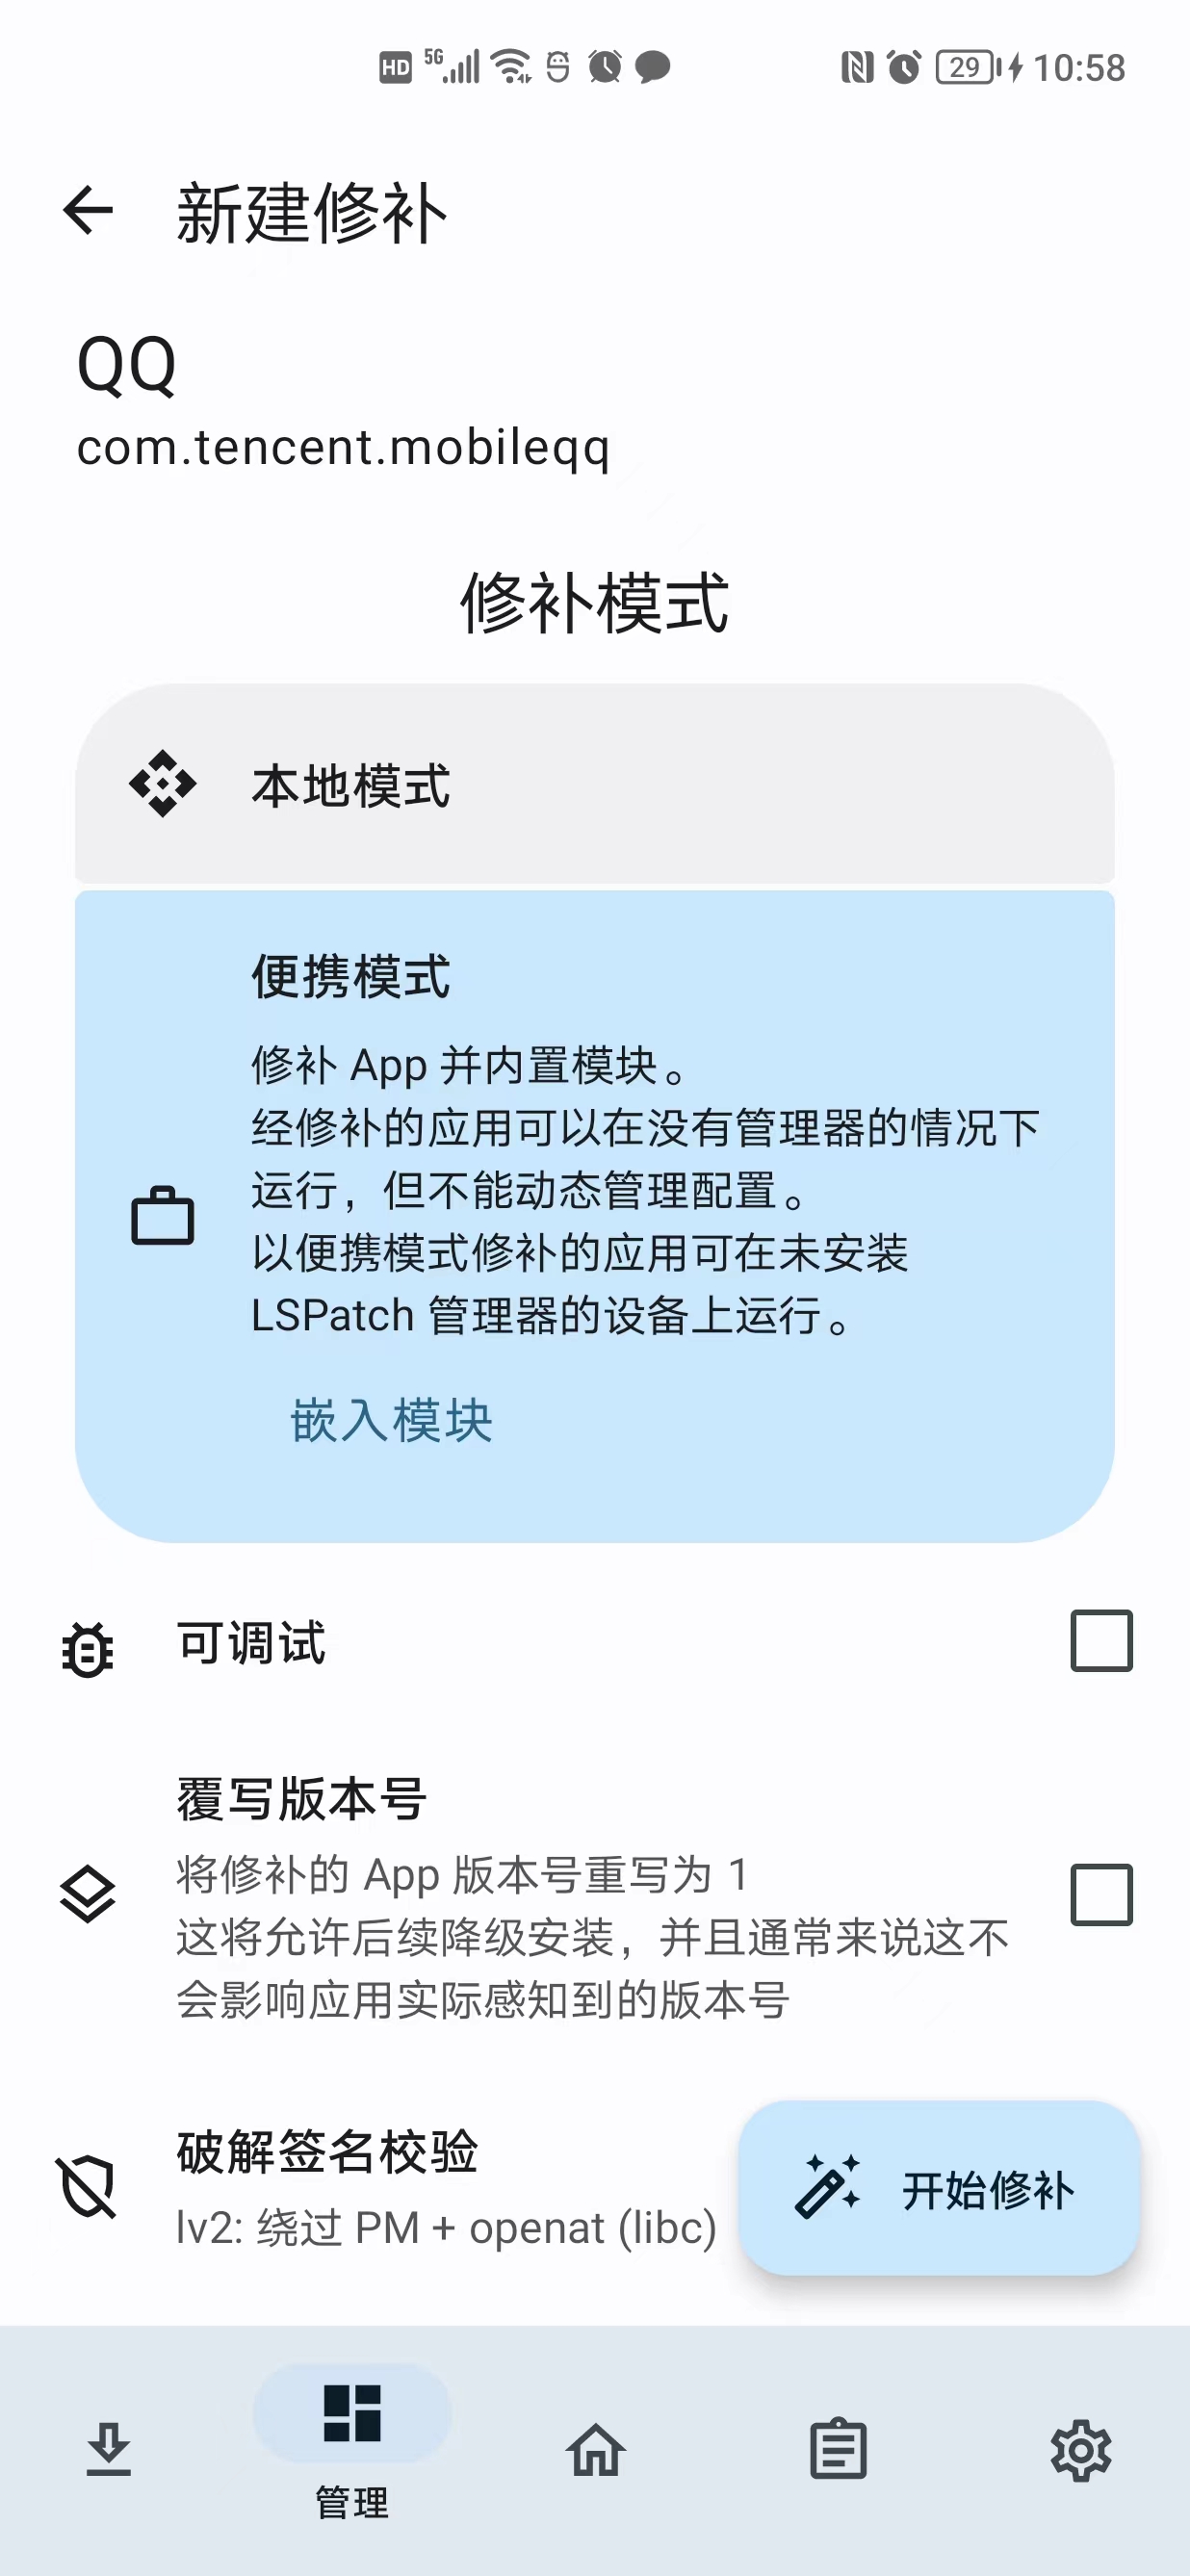 HD 5G 29 10:58
新建修补
QQ
com.tencent.mobileqq
修补模式
本地模式
便携模式
修补 App 并内置模块。
经修补的应用可以在没有管理器的情况下
运行，但不能动态管理配置。
以便携模式修补的应用可在未安装
LSPatch 管理器的设备上运行。
嵌入模块
可调试
覆写版本号
将修补的 App 版本号重写为 1
这将允许后续降级安装，并且通常来说这不
会影响应用实际感知到的版本号
破解签名校验
lv2: 绕过 PM + openat (libc)
开始修补
管理